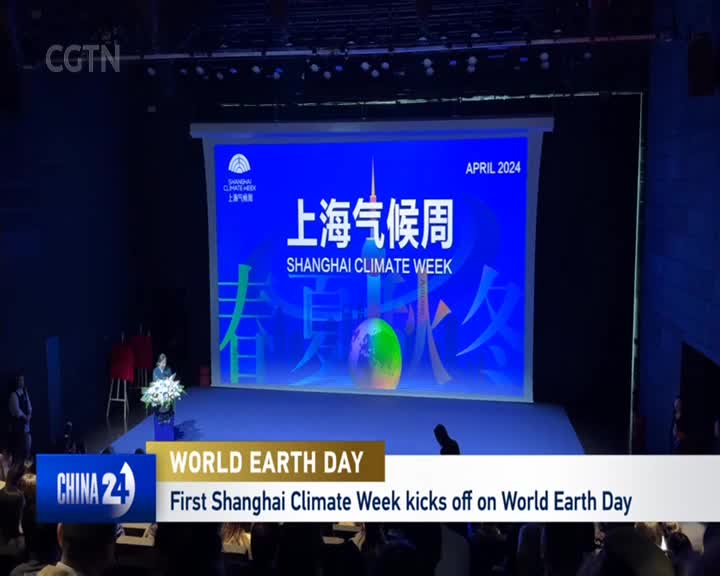 CGTN
SHANGHAI
CLIMATE WEEK
上海气候周
APRIL 2024
上海气候周
SHANGHAI CLIMATE WEEK
春夏秋冬
WORLD EARTH DAY
CHINA 24
First Shanghai Climate Week kicks off on World Earth Day